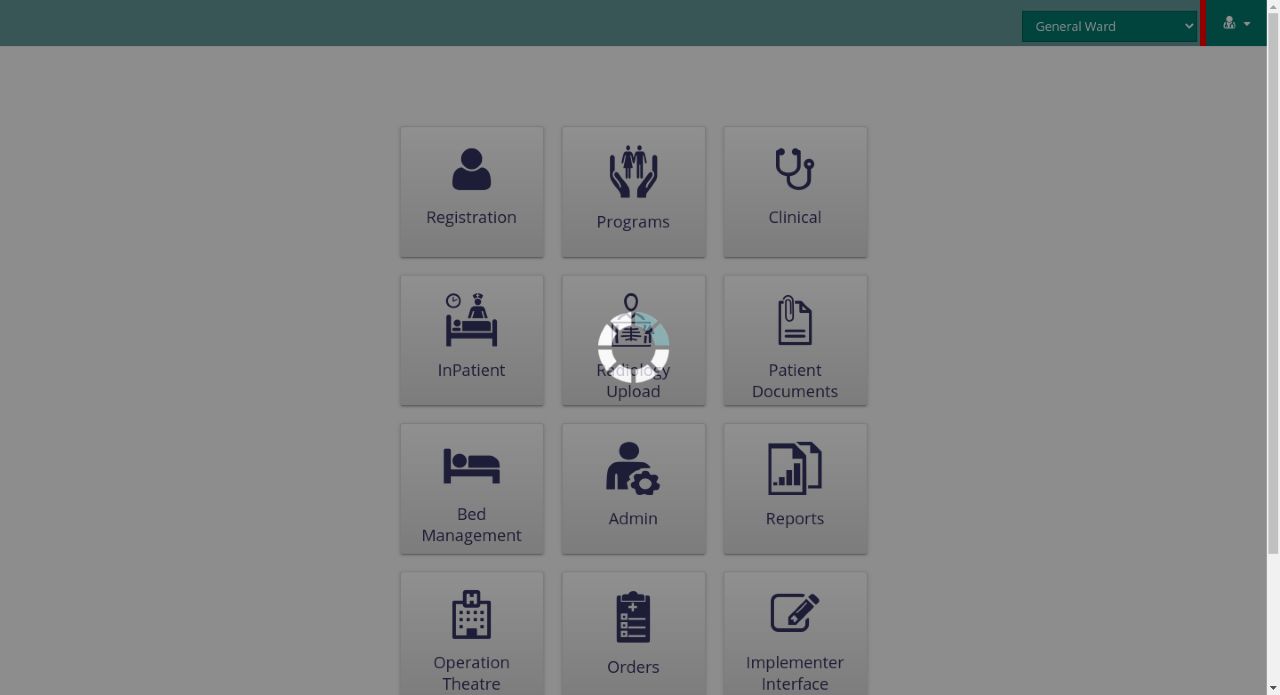 General Ward
Registration
Programs
Clinical
InPatient
Radiology
Upload
Patient
Documents
Bed
Management
Admin
Reports
Operation
Theatre
Orders
Implementer
Interface